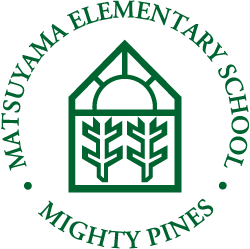 MATSUYAMA ELEMENTARY SCHOOL
MIGHTY PINES